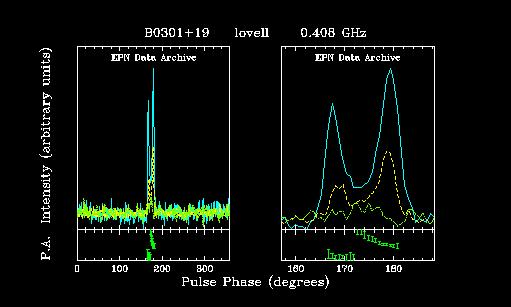 B0301+19 lovell 0.408 GHz
EPN Data Archive EPN Data Archive
Intensity (arbitrary units)
P.A.
0 100 200 300 160 170 180
Pulse Phase (degrees)